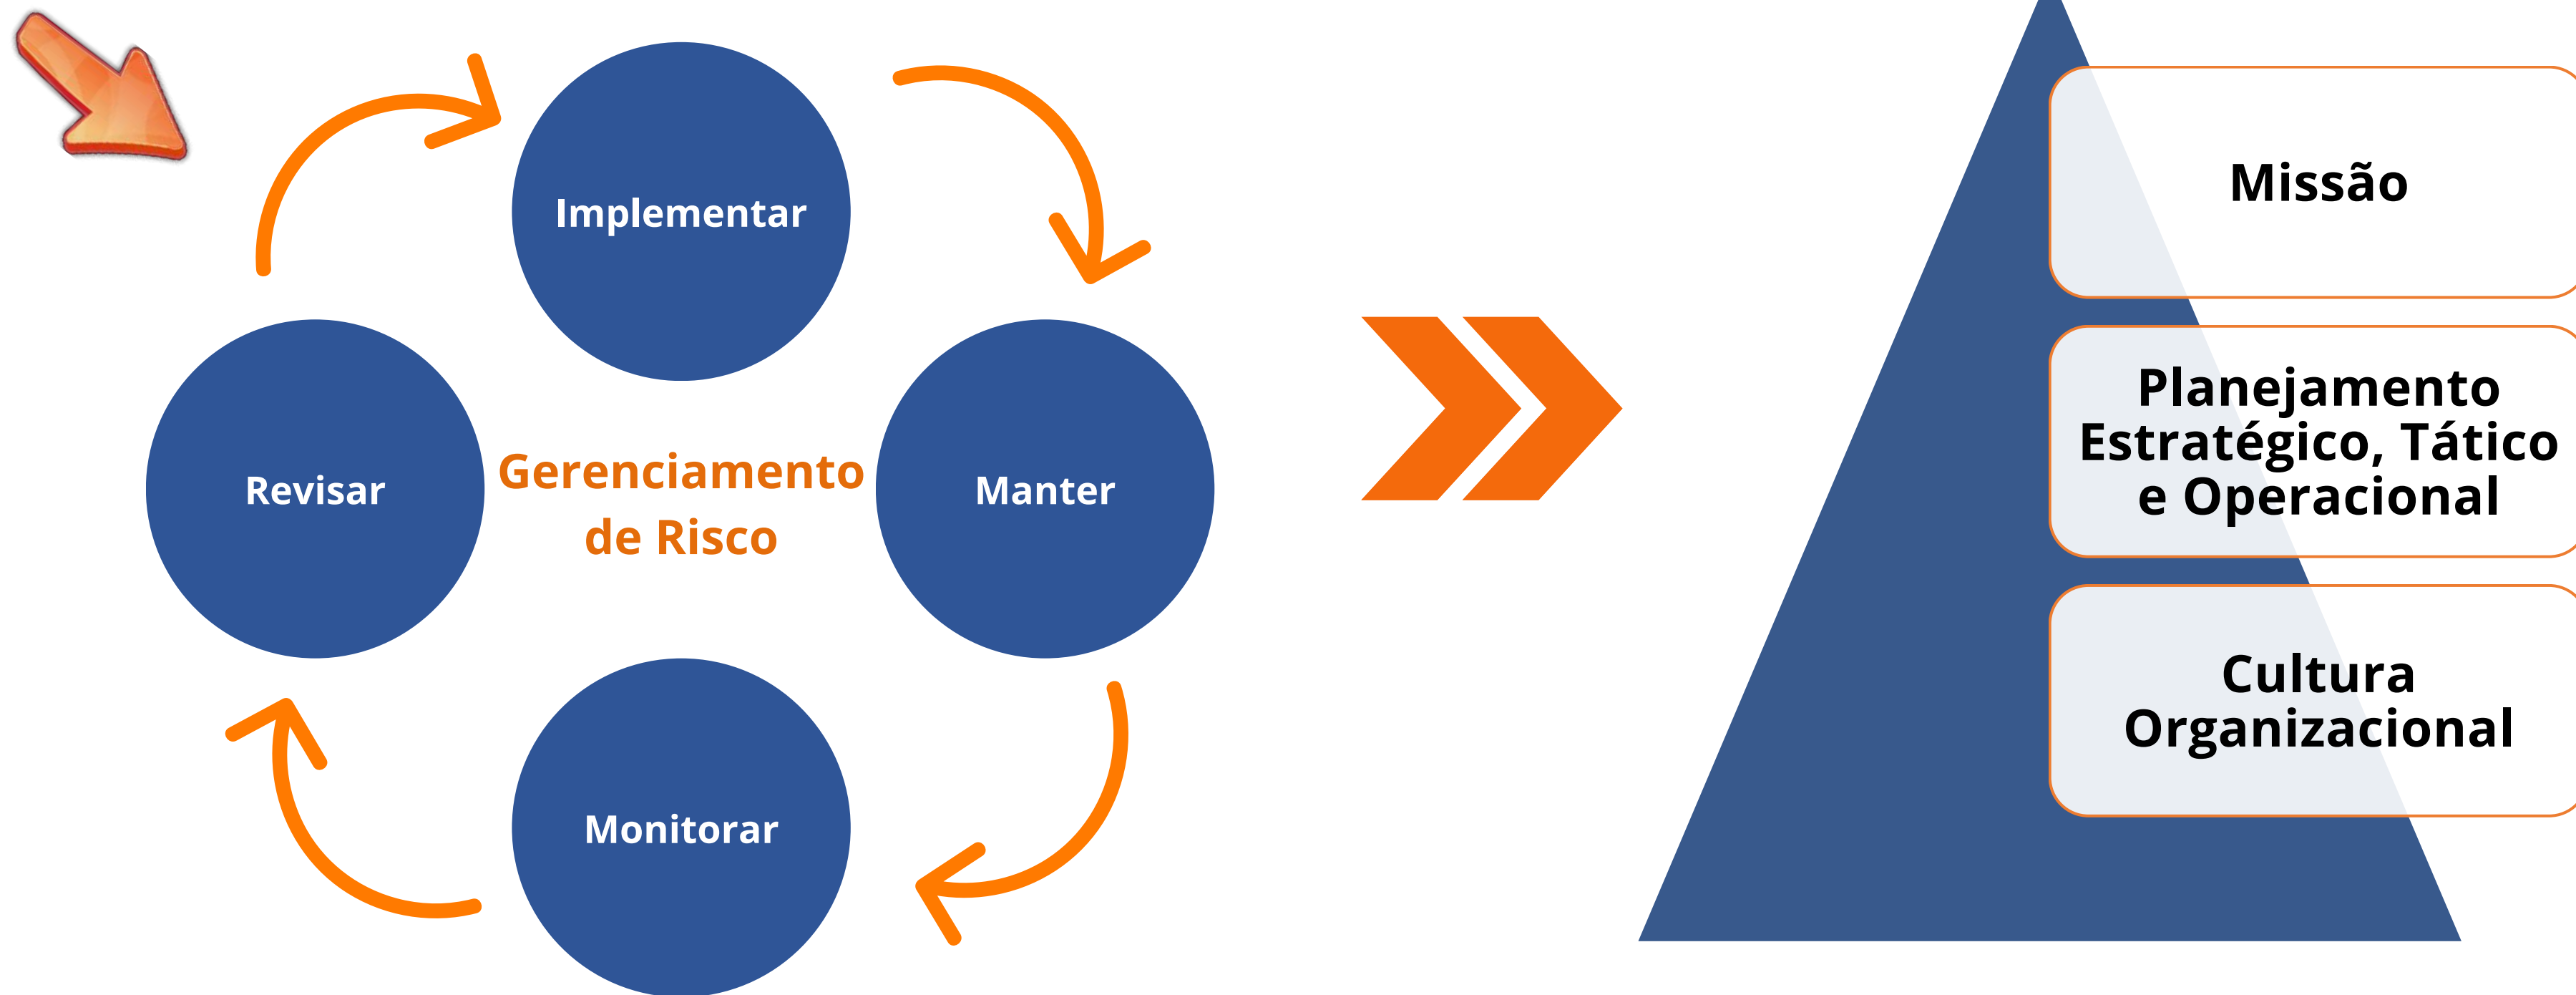 Implementar
Revisar
Gerenciamento
de Risco
Manter
Monitorar
Missão
Planejamento
Estratégico, Tático
e Operacional
Cultura
Organizacional